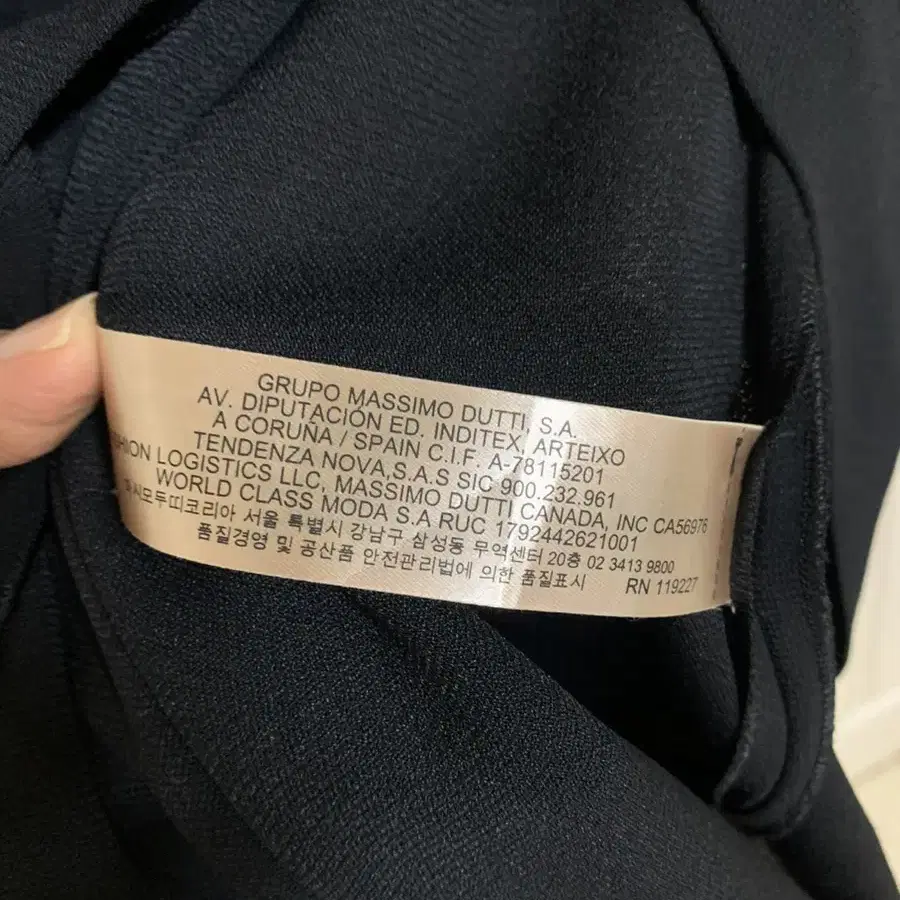 GRUPO MASSIMO DUTTI, S.A.
AV. DIPUTACIÓN ED. INDITEX, ARTEIXO
A CORUÑA / SPAIN C.I.F. A-78115201
TENDENZA NOVA,S.A.S SIC 900.232.961
LOGISTICS LLC, MASSIMO DUTTI CANADA, INC CA56976
WORLD CLASS MODA S.A RUC 1792442621001
서울 특별시 강남구 삼성동 무역센터 20층 02 3413 9800
품질경영 및 공산품 안전관리법에 의한 품질표시 RN 119227